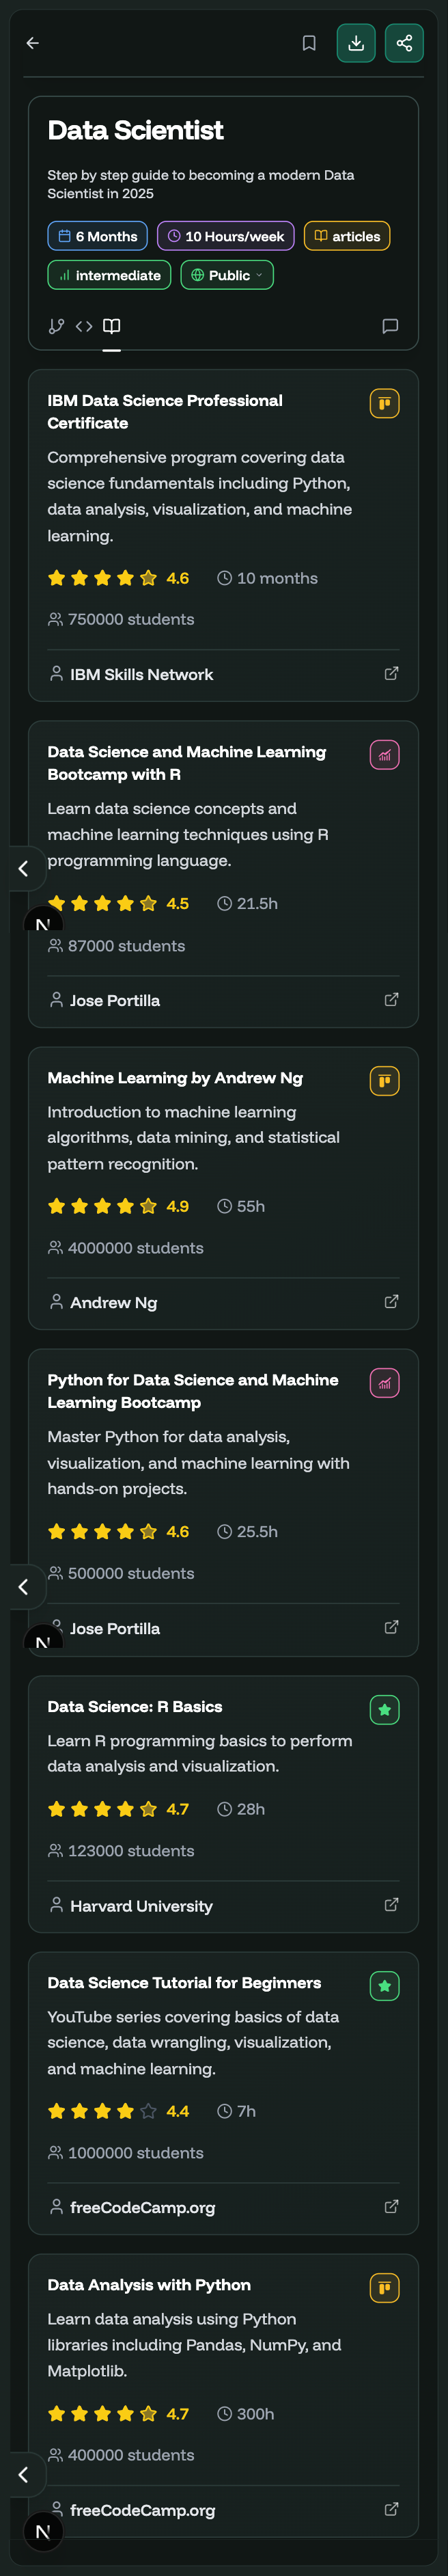 Data Scientist
Step by step guide to becoming a modern Data
Scientist in 2025
6 Months
10 Hours/week
articles
intermediate
Public
IBM Data Science Professional
Certificate
Comprehensive program covering data
science fundamentals including Python,
data analysis, visualization, and machine
learning.
4.6
10 months
750000 students
IBM Skills Network
Data Science and Machine Learning
Bootcamp with R
Learn data science concepts and
machine learning techniques using R
programming language.
4.5
21.5h
N
87000 students
Jose Portilla
Machine Learning by Andrew Ng
Introduction to machine learning
algorithms, data mining, and statistical
pattern recognition.
4.9
55h
4000000 students
Andrew Ng
Python for Data Science and Machine
Learning Bootcamp
Master Python for data analysis,
visualization, and machine learning with
hands-on projects.
4.6
25.5h
500000 students
Jose Portilla
N
Data Science: R Basics
Learn R programming basics to perform
data analysis and visualization.
4.7
28h
123000 students
Harvard University
Data Science Tutorial for Beginners
YouTube series covering basics of data
science, data wrangling, visualization,
and machine learning.
4.4
7h
1000000 students
freeCodeCamp.org
Data Analysis with Python
Learn data analysis using Python
libraries including Pandas, NumPy, and
Matplotlib.
4.7
300h
400000 students
freeCodeCamp.org
N